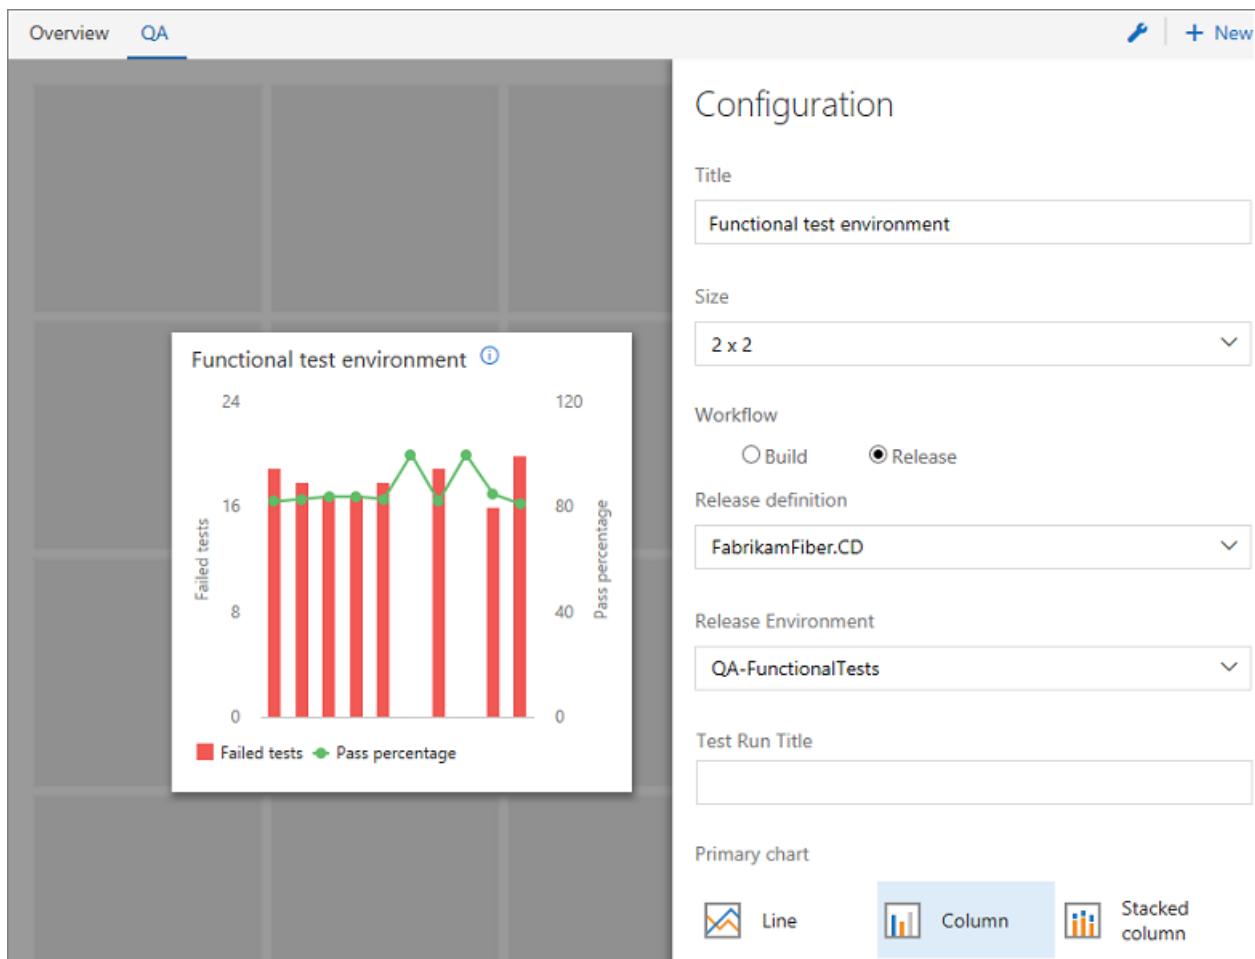 Overview QA + New
Configuration
Title
Functional test environment
Size
2 x 2
Workflow
Build Release
Release definition
FabrikamFiber.CD
Release Environment
QA-FunctionalTests
Test Run Title
Primary chart
Line Column Stacked column
Functional test environment
24 120
16 80
8 40
0 0
Failed tests
Pass percentage
Failed tests Pass percentage